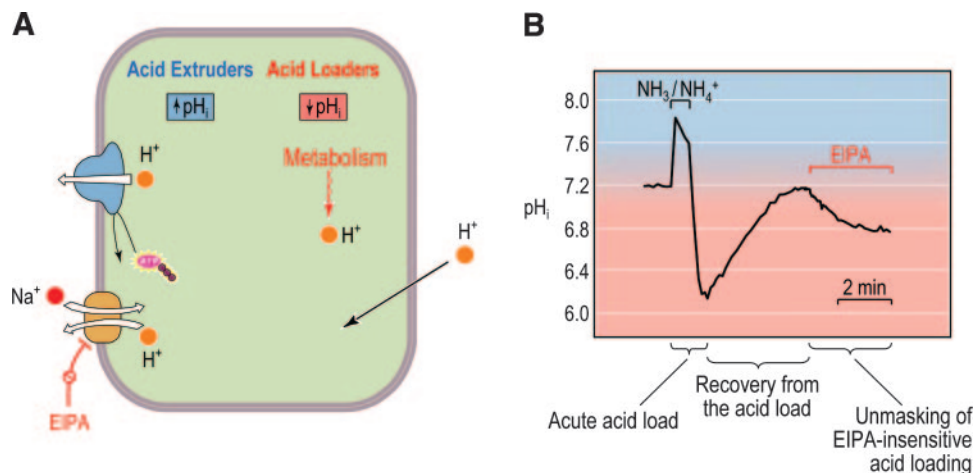 A
Acid Extruders
Acid Loaders
↑pHi
↓pHi
H+
Metabolism
H+
H+
ATP
Na+
H+
EIPA
B
NH3/NH4+
8.0
7.6
EIPA
7.2
pHi
6.8
6.4
2 min
6.0
Acute acid load
Recovery from
the acid load
Unmasking of
EIPA-insensitive
acid loading